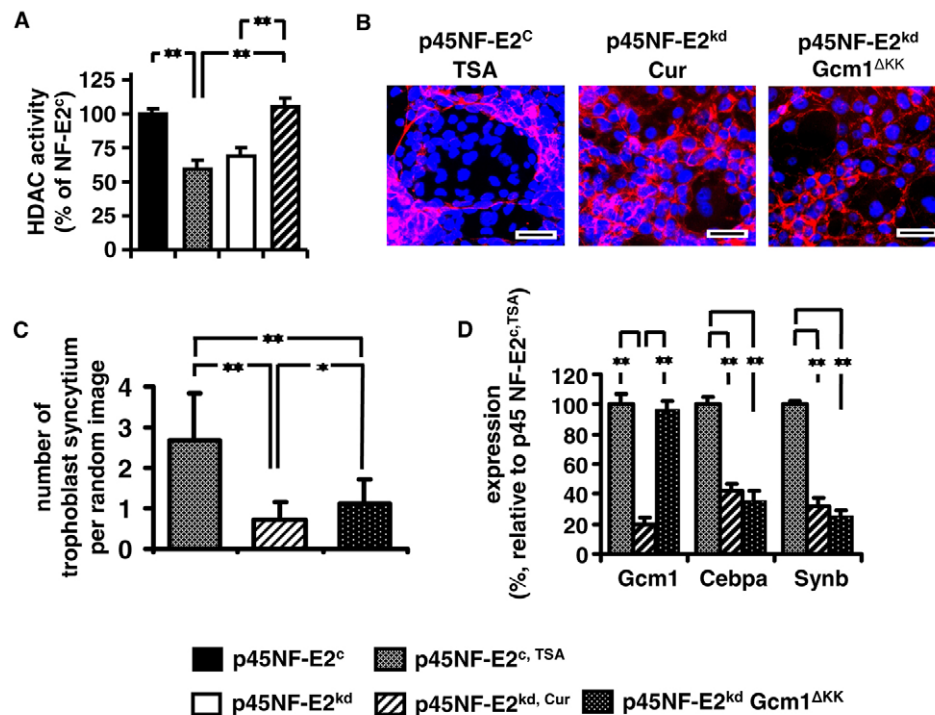 A
** **
**
HDAC activity
(% of NF-E2ᶜ)
125
100
75
50
25
0
B
p45NF-E2ᶜ
TSA
p45NF-E2ᵏᵈ
Cur
p45NF-E2ᵏᵈ
Gcm1ᐞᴷᴷ
C
**
** *
number of
trophoblast syncytium
per random image
4
3
2
1
0
D
expression
(%, relative to p45 NF-E2ᶜ,ᵀˢᴬ)
120
100
80
60
40
20
0
** ** ** ** ** **
Gcm1 Cebpa Synb
p45NF-E2ᶜ p45NF-E2ᶜ, ᵀˢᴬ
p45NF-E2ᵏᵈ p45NF-E2ᵏᵈ, ᶜᵘʳ p45NF-E2ᵏᵈ Gcm1ᐞᴷᴷ